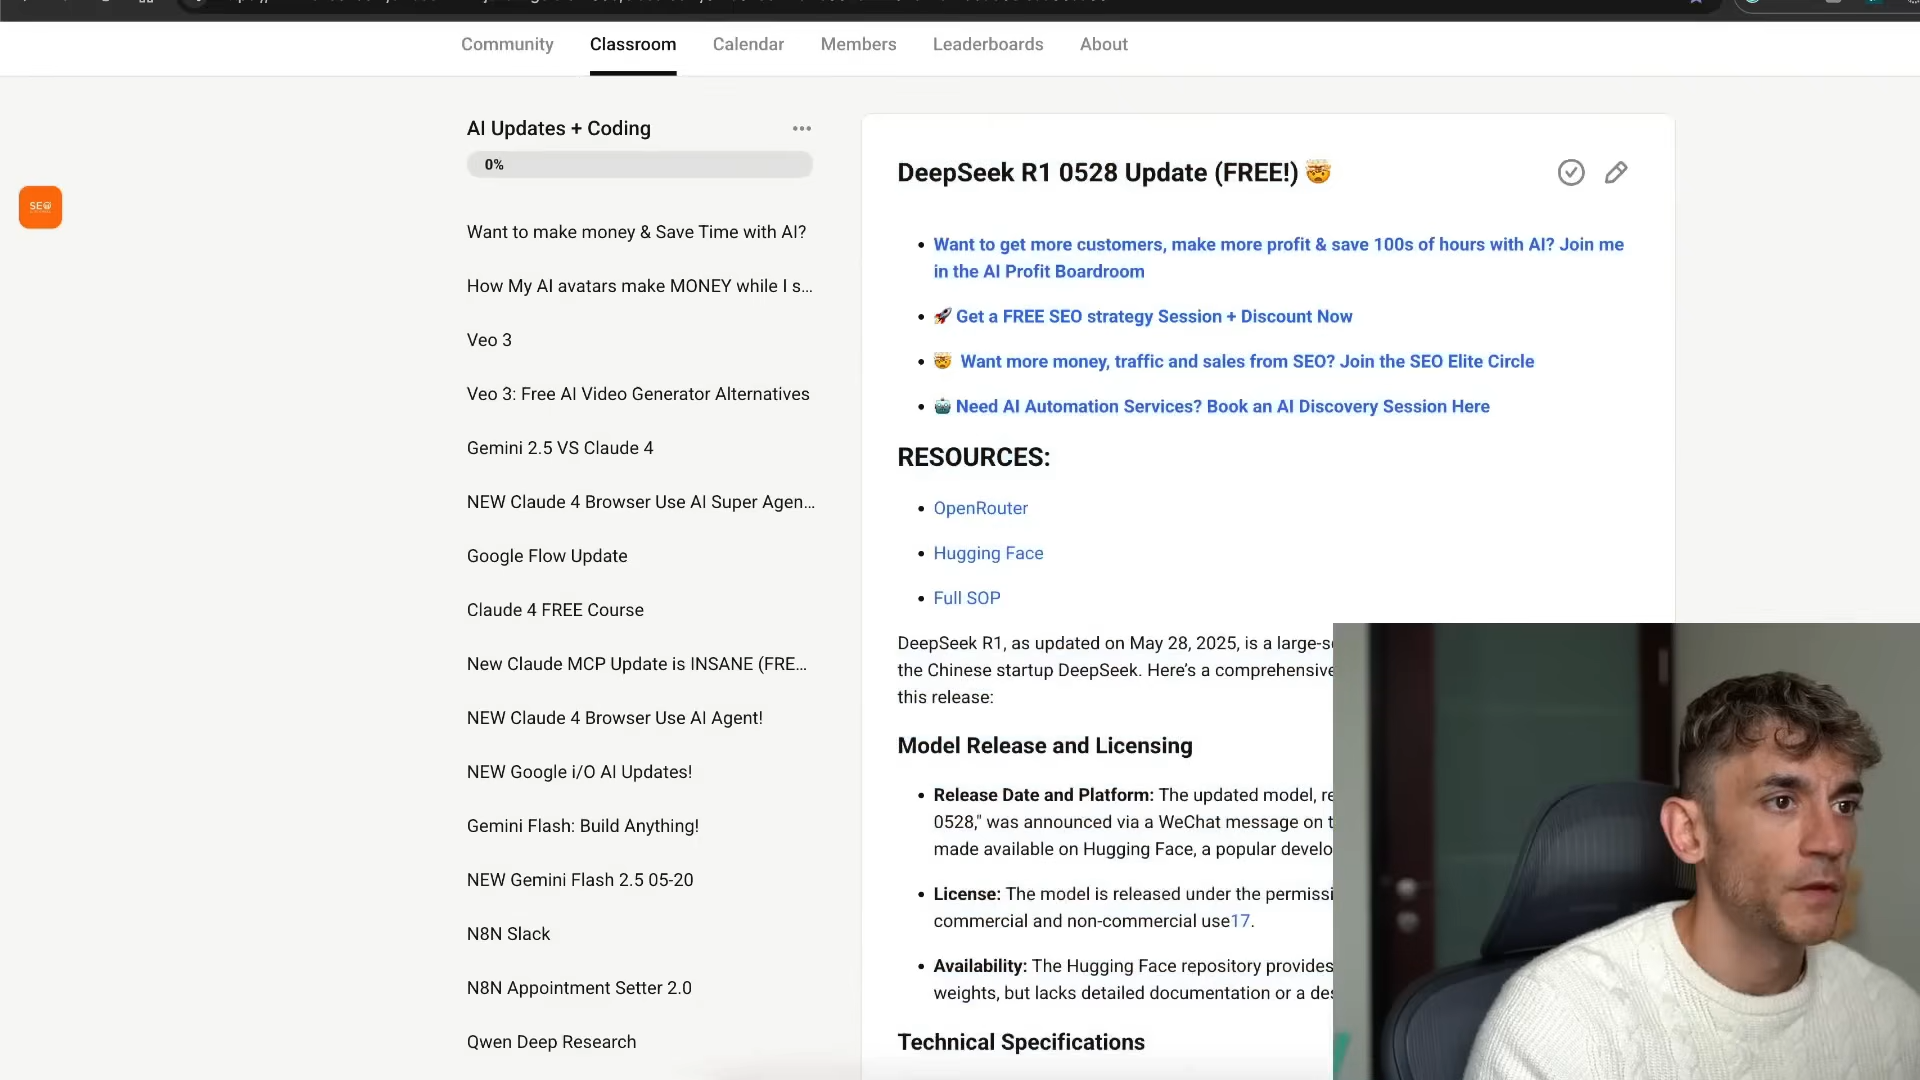 Community
Classroom
Calendar
Members
Leaderboards
About
AI Updates + Coding
0%
SEO
Want to make money & Save Time with AI?
How My AI avatars make MONEY while I s...
Veo 3
Veo 3: Free AI Video Generator Alternatives
Gemini 2.5 VS Claude 4
NEW Claude 4 Browser Use AI Super Agen...
Google Flow Update
Claude 4 FREE Course
New Claude MCP Update is INSANE (FRE...
NEW Claude 4 Browser Use AI Agent!
NEW Google i/O AI Updates!
Gemini Flash: Build Anything!
NEW Gemini Flash 2.5 05-20
N8N Slack
N8N Appointment Setter 2.0
Qwen Deep Research
DeepSeek R1 0528 Update (FREE!) 🤯
Want to get more customers, make more profit & save 100s of hours with AI? Join me
in the AI Profit Boardroom
🚀 Get a FREE SEO strategy Session + Discount Now
🤯 Want more money, traffic and sales from SEO? Join the SEO Elite Circle
🤖 Need AI Automation Services? Book an AI Discovery Session Here
RESOURCES:
OpenRouter
Hugging Face
Full SOP
DeepSeek R1, as updated on May 28, 2025, is a large-s
the Chinese startup DeepSeek. Here's a comprehensive
this release:
Model Release and Licensing
Release Date and Platform: The updated model, re
0528," was announced via a WeChat message on t
made available on Hugging Face, a popular develo
License: The model is released under the permissi
commercial and non-commercial use17.
Availability: The Hugging Face repository provides
weights, but lacks detailed documentation or a des
Technical Specifications